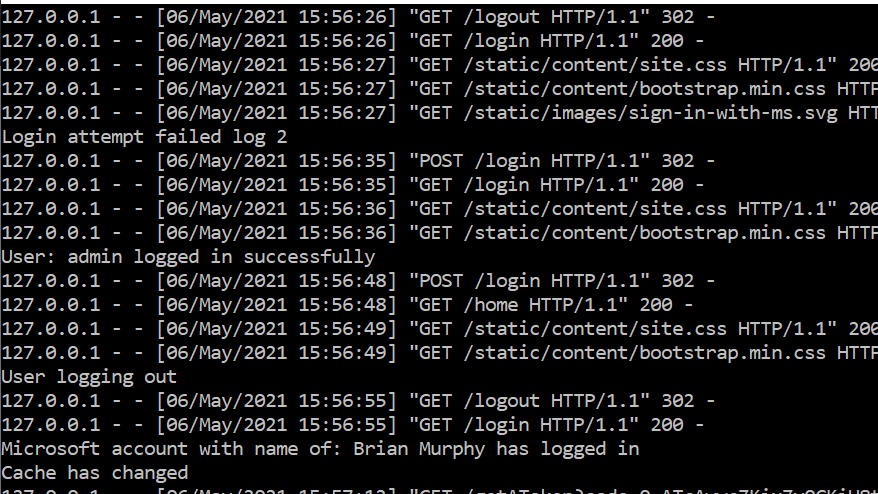 127.0.0.1 - - [06/May/2021 15:56:26] "GET /logout HTTP/1.1" 302 -
127.0.0.1 - - [06/May/2021 15:56:26] "GET /login HTTP/1.1" 200 -
127.0.0.1 - - [06/May/2021 15:56:27] "GET /static/content/site.css HTTP/1.1" 200
127.0.0.1 - - [06/May/2021 15:56:27] "GET /static/content/bootstrap.min.css HTTP
127.0.0.1 - - [06/May/2021 15:56:27] "GET /static/images/sign-in-with-ms.svg HTT
Login attempt failed log 2
127.0.0.1 - - [06/May/2021 15:56:35] "POST /login HTTP/1.1" 302 -
127.0.0.1 - - [06/May/2021 15:56:35] "GET /login HTTP/1.1" 200 -
127.0.0.1 - - [06/May/2021 15:56:36] "GET /static/content/site.css HTTP/1.1" 200
127.0.0.1 - - [06/May/2021 15:56:36] "GET /static/content/bootstrap.min.css HTTP
User: admin logged in successfully
127.0.0.1 - - [06/May/2021 15:56:48] "POST /login HTTP/1.1" 302 -
127.0.0.1 - - [06/May/2021 15:56:48] "GET /home HTTP/1.1" 200 -
127.0.0.1 - - [06/May/2021 15:56:49] "GET /static/content/site.css HTTP/1.1" 200
127.0.0.1 - - [06/May/2021 15:56:49] "GET /static/content/bootstrap.min.css HTTP
User logging out
127.0.0.1 - - [06/May/2021 15:56:55] "GET /logout HTTP/1.1" 302 -
127.0.0.1 - - [06/May/2021 15:56:55] "GET /login HTTP/1.1" 200 -
Microsoft account with name of: Brian Murphy has logged in
Cache has changed